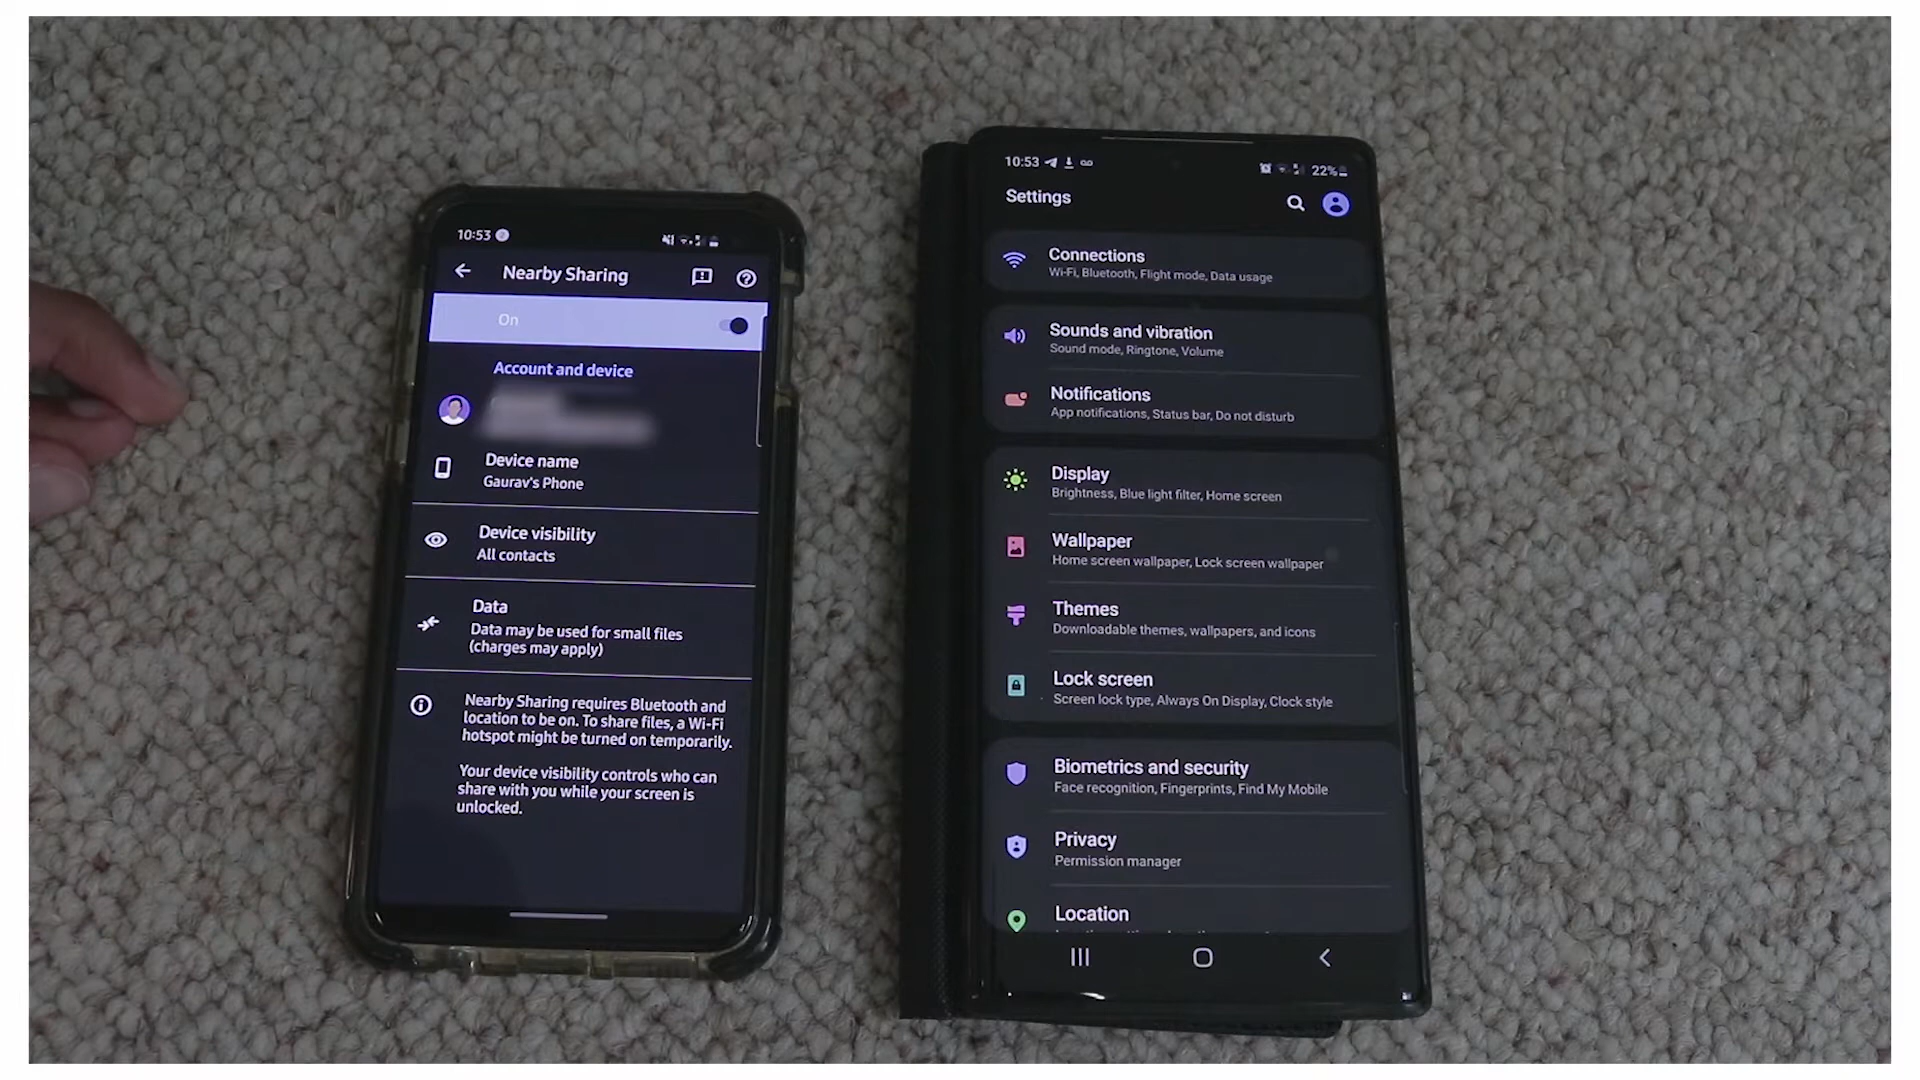 10:53
Nearby Sharing
On
Account and device
Device name
Gaurav's Phone
Device visibility
All contacts
Data
Data may be used for small files
(charges may apply)
Nearby Sharing requires Bluetooth and
location to be on. To share files, a Wi-Fi
hotspot might be turned on temporarily.
Your device visibility controls who can
share with you while your screen is
unlocked.
10:53
22%
Settings
Connections
Wi-Fi, Bluetooth, Flight mode, Data usage
Sounds and vibration
Sound mode, Ringtone, Volume
Notifications
App notifications, Status bar, Do not disturb
Display
Brightness, Blue light filter, Home screen
Wallpaper
Home screen wallpaper, Lock screen wallpaper
Themes
Downloadable themes, wallpapers, and icons
Lock screen
Screen lock type, Always On Display, Clock style
Biometrics and security
Face recognition, Fingerprints, Find My Mobile
Privacy
Permission manager
Location